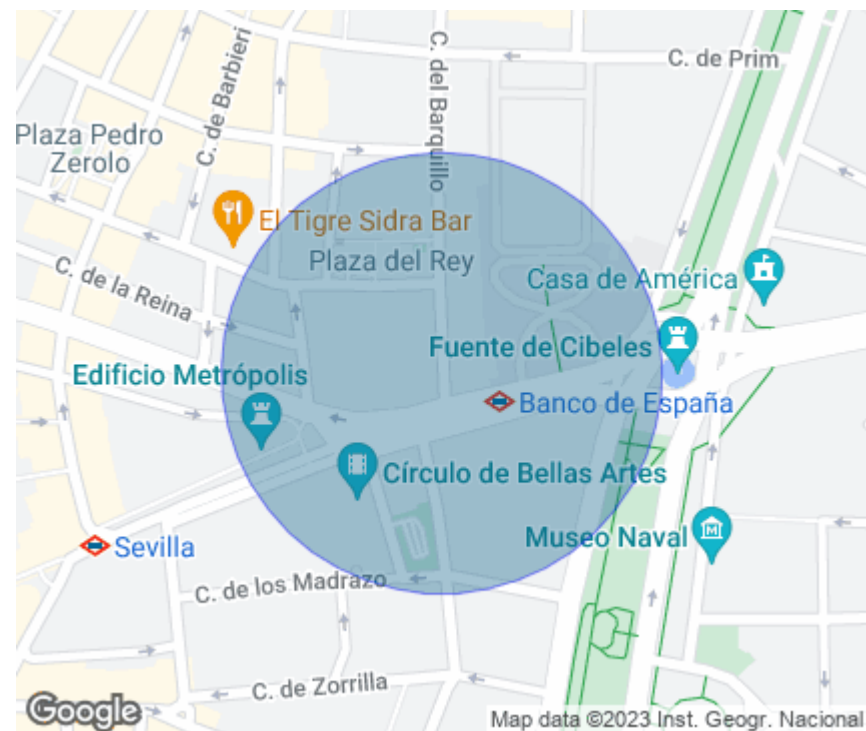 C. de Prim
C. del Barquillo
C. de Barbieri
Plaza Pedro
Zerolo
El Tigre Sidra Bar
Plaza del Rey
C. de la Reina
Casa de América
Fuente de Cibeles
Edificio Metrópolis
Banco de España
Círculo de Bellas Artes
Sevilla
Museo Naval
C. de los Madrazo
C. de Zorrilla
Google
Map data ©2023 Inst. Geogr. Nacional